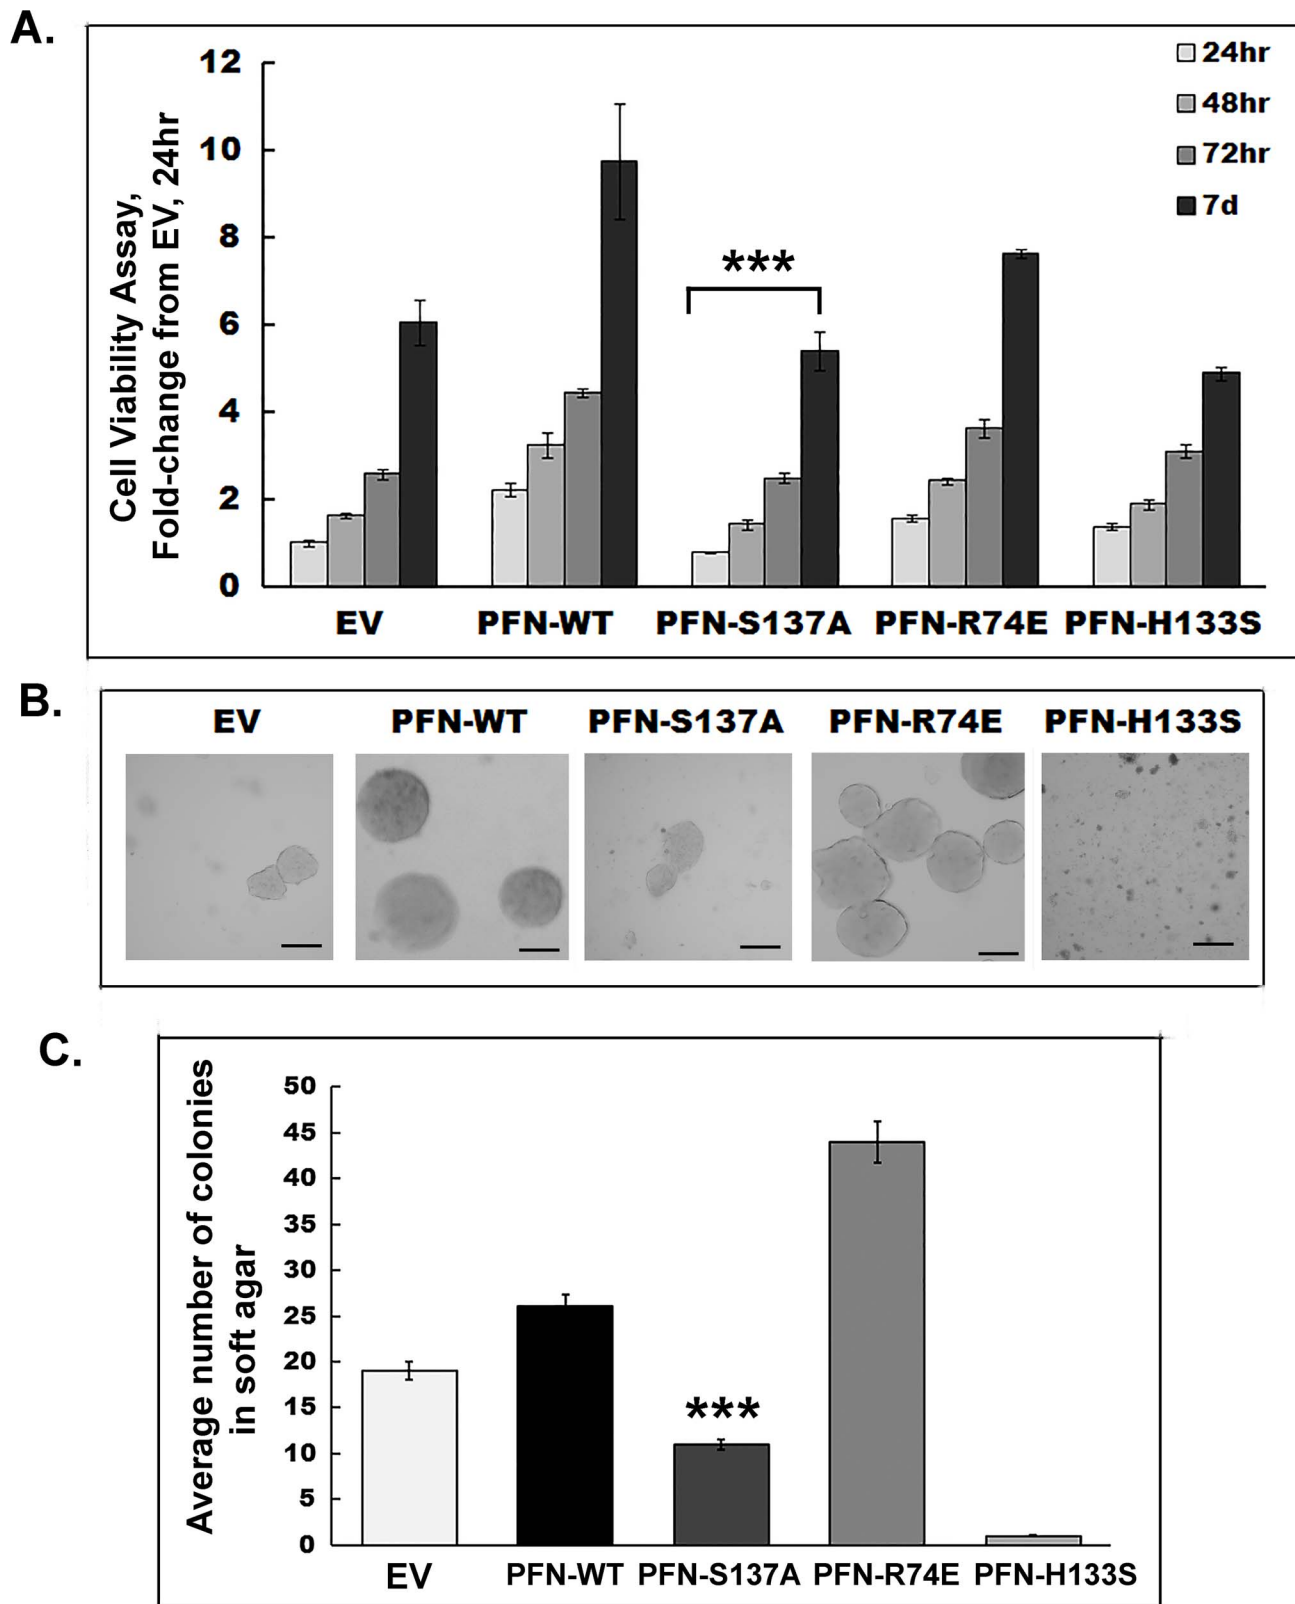 A.
Cell Viability Assay,
Fold-change from EV, 24hr
12
10
8
6
4
2
0
***
24hr
48hr
72hr
7d
EV PFN-WT PFN-S137A PFN-R74E PFN-H133S
B.
EV PFN-WT PFN-S137A PFN-R74E PFN-H133S
C.
Average number of colonies
in soft agar
50
45
40
35
30
25
20
15
10
5
0
***
EV PFN-WT PFN-S137A PFN-R74E PFN-H133S